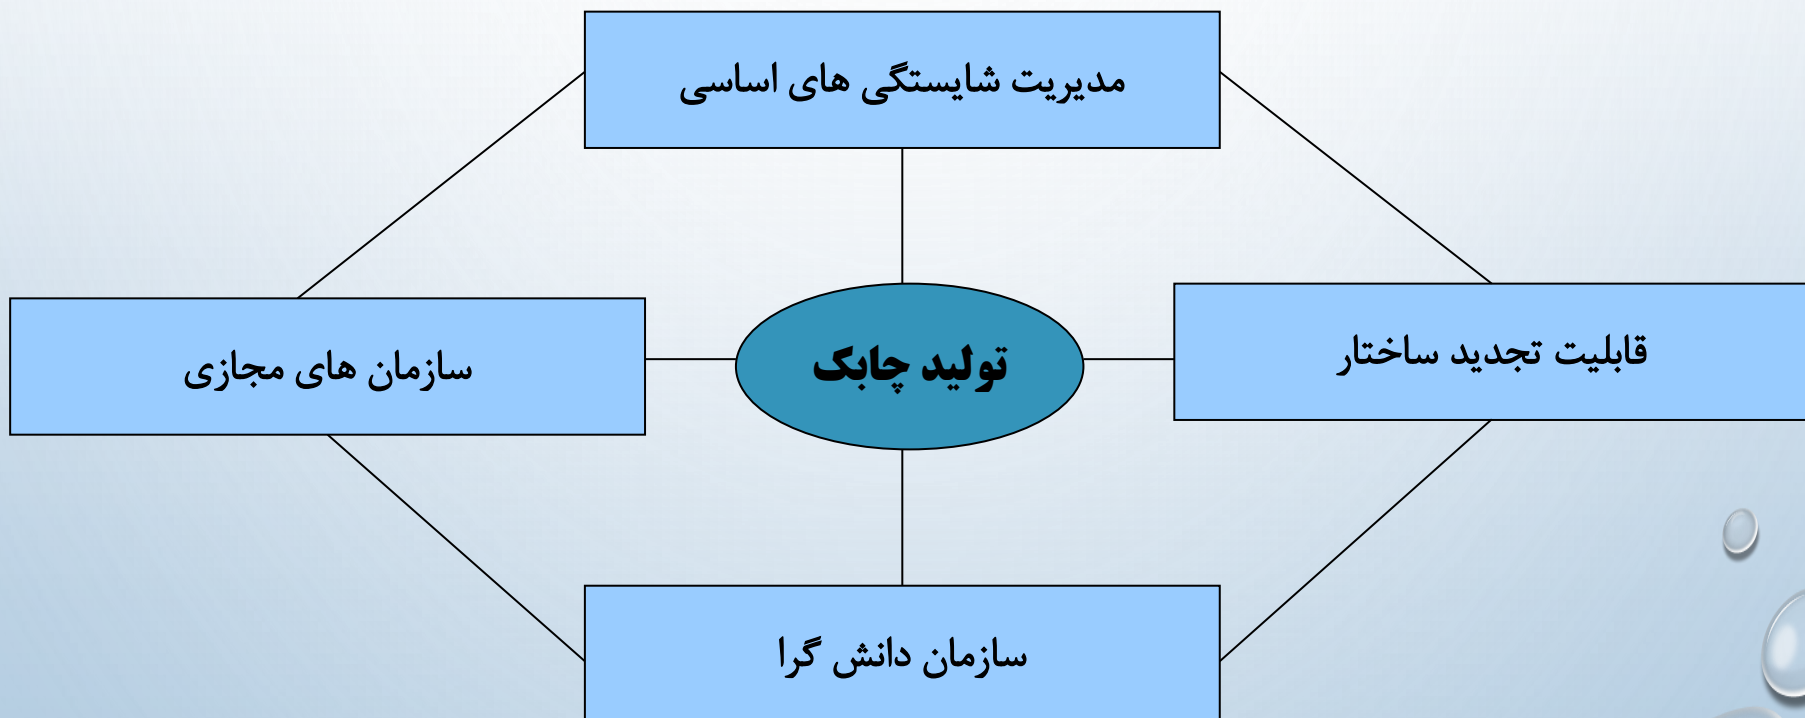 مدیریت شایستگی های اساسی
قابلیت تجدید ساختار
تولید چابک
سازمان های مجازی
سازمان دانش گرا